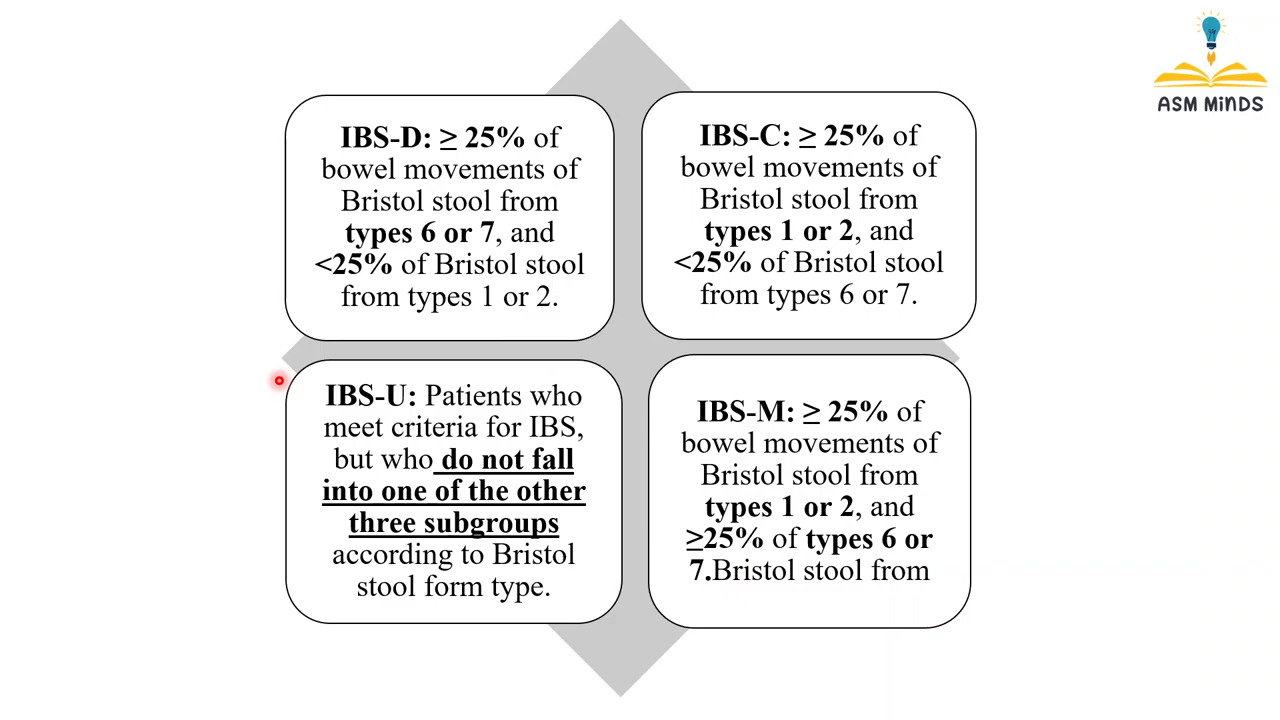 ASM MiNDS
IBS-D: ≥ 25% of
bowel movements of
Bristol stool from
types 6 or 7, and
<25% of Bristol stool
from types 1 or 2.
IBS-C: ≥ 25% of
bowel movements of
Bristol stool from
types 1 or 2, and
<25% of Bristol stool
from types 6 or 7.
IBS-U: Patients who
meet criteria for IBS,
but who do not fall
into one of the other
three subgroups
according to Bristol
stool form type.
IBS-M: ≥ 25% of
bowel movements of
Bristol stool from
types 1 or 2, and
≥25% of types 6 or
7.Bristol stool from